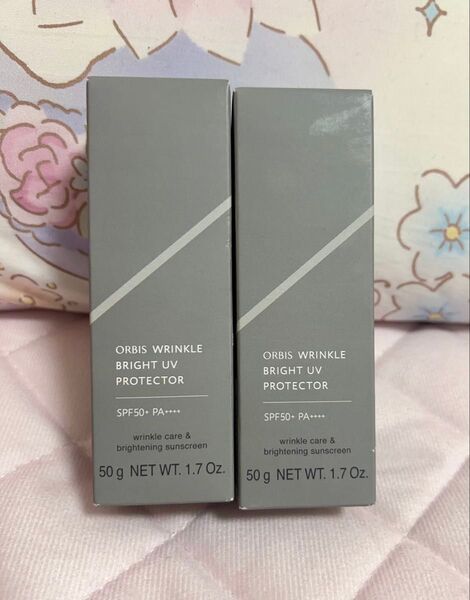 ORBIS WRINKLE
BRIGHT UV
PROTECTOR
SPF50+ PA++++
wrinkle care &
brightening sunscreen
50 g NET WT. 1.7 Oz.
ORBIS WRINKLE
BRIGHT UV
PROTECTOR
SPF50+ PA++++
wrinkle care &
brightening sunscreen
50 g NET WT. 1.7 Oz.